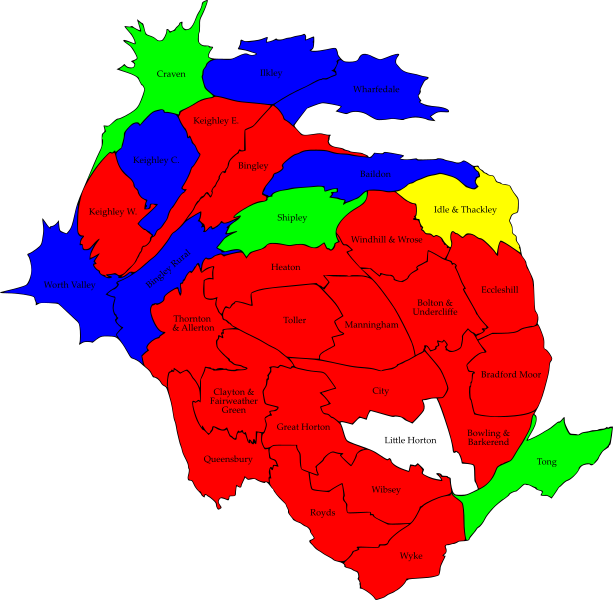 Craven
Ilkley
Wharfedale
Keighley E.
Keighley C.
Bingley
Baildon
Keighley W.
Idle & Thackley
Shipley
Windhill & Wrose
Bingley Rural
Heaton
Worth Valley
Eccleshill
Bolton &
Undercliffe
Thornton
& Allerton
Toller
Manningham
Bradford Moor
City
Clayton &
Fairweather
Green
Great Horton
Little Horton
Bowling &
Barkerend
Queensbury
Tong
Wibsey
Royds
Wyke